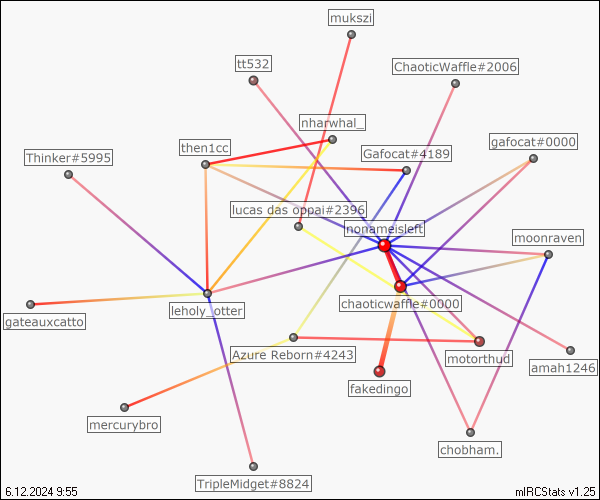 mukszi
tt532
ChaoticWaffle#2006
nharwhal_
gafocat#0000
then1cc
Gafocat#4189
Thinker#5995
lucas das oppai#2396
nonameisleft
moonraven
chaoticwaffle#0000
leholy_otter
gateauxcatto
Azure Reborn#4243
motorthud
amah1246
fakedingo
mercurybro
chobham.
TripleMidget#8824
6.12.2024 9:55
mIRCStats v1.25